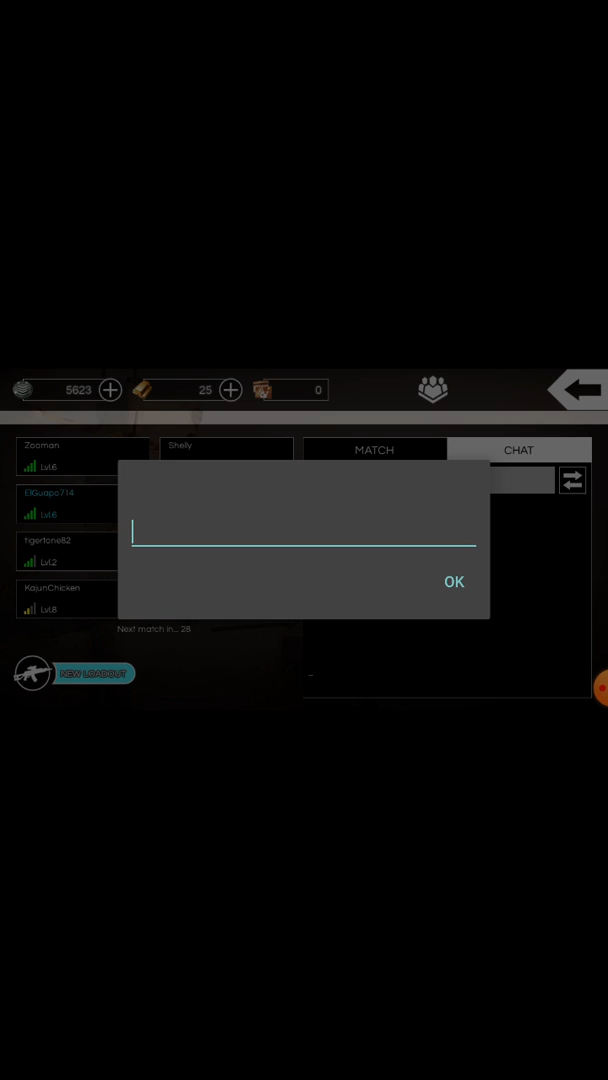 5623
25
0
Zooman
Lvl.6
Shelly
MATCH
CHAT
ElGuapo714
Lvl.6
tigertone82
Lvl.2
KajunChicken
Lvl.8
OK
Next match in... 28
NEW LOADOUT